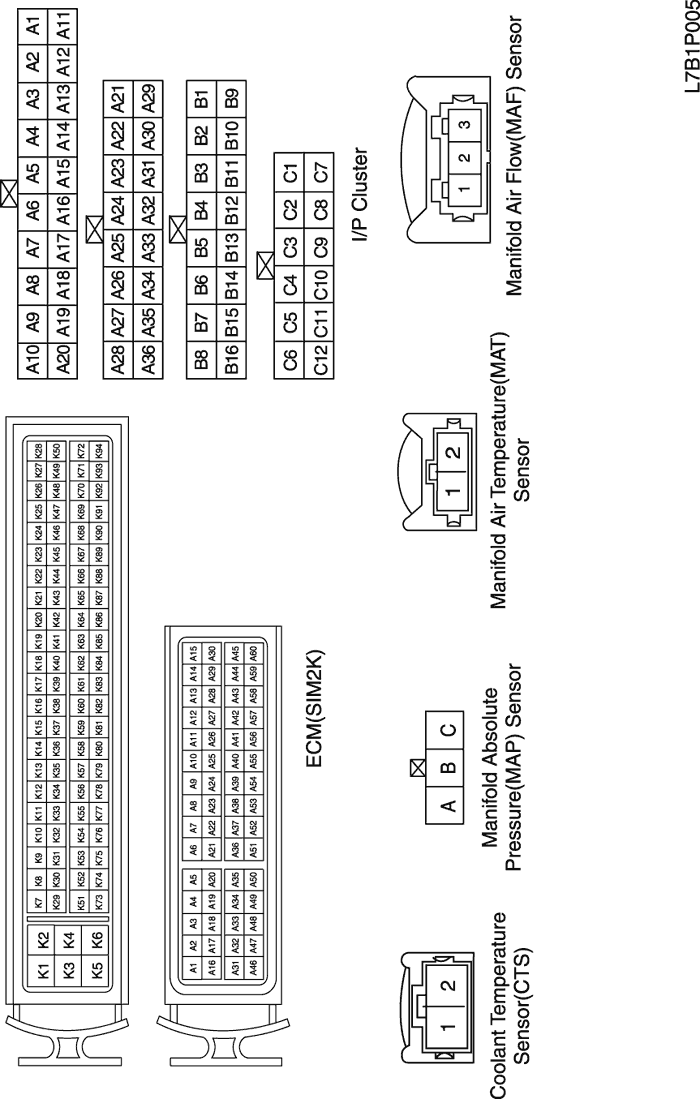 K1 K2
K3 K4
K5 K6
K7 K8 K9 K10 K11 K12 K13 K14 K15 K16 K17 K18 K19 K20 K21 K22 K23 K24 K25 K26 K27 K28
K29 K30 K31 K32 K33 K34 K35 K36 K37 K38 K39 K40 K41 K42 K43 K44 K45 K46 K47 K48 K49 K50
K51 K52 K53 K54 K55 K56 K57 K58 K59 K60 K61 K62 K63 K64 K65 K66 K67 K68 K69 K70 K71 K72
K73 K74 K75 K76 K77 K78 K79 K80 K81 K82 K83 K84 K85 K86 K87 K88 K89 K90 K91 K92 K93 K94
A1 A2 A3 A4 A5 A6 A7 A8 A9 A10 A11 A12 A13 A14 A15
A16 A17 A18 A19 A20 A21 A22 A23 A24 A25 A26 A27 A28 A29 A30
A31 A32 A33 A34 A35 A36 A37 A38 A39 A40 A41 A42 A43 A44 A45
A46 A47 A48 A49 A50 A51 A52 A53 A54 A55 A56 A57 A58 A59 A60
ECM(SIM2K)
A10 A9 A8 A7 A6 A5 A4 A3 A2 A1
A20 A19 A18 A17 A16 A15 A14 A13 A12 A11
A28 A27 A26 A25 A24 A23 A22 A21
A36 A35 A34 A33 A32 A31 A30 A29
B8 B7 B6 B5 B4 B3 B2 B1
B16 B15 B14 B13 B12 B11 B10 B9
C6 C5 C4 C3 C2 C1
C12 C11 C10 C9 C8 C7
I/P Cluster
1 2
Coolant Temperature
Sensor(CTS)
A B C
Manifold Absolute
Pressure(MAP) Sensor
1 2
Manifold Air Temperature(MAT)
Sensor
1 2 3
Manifold Air Flow(MAF) Sensor
L7B1P005